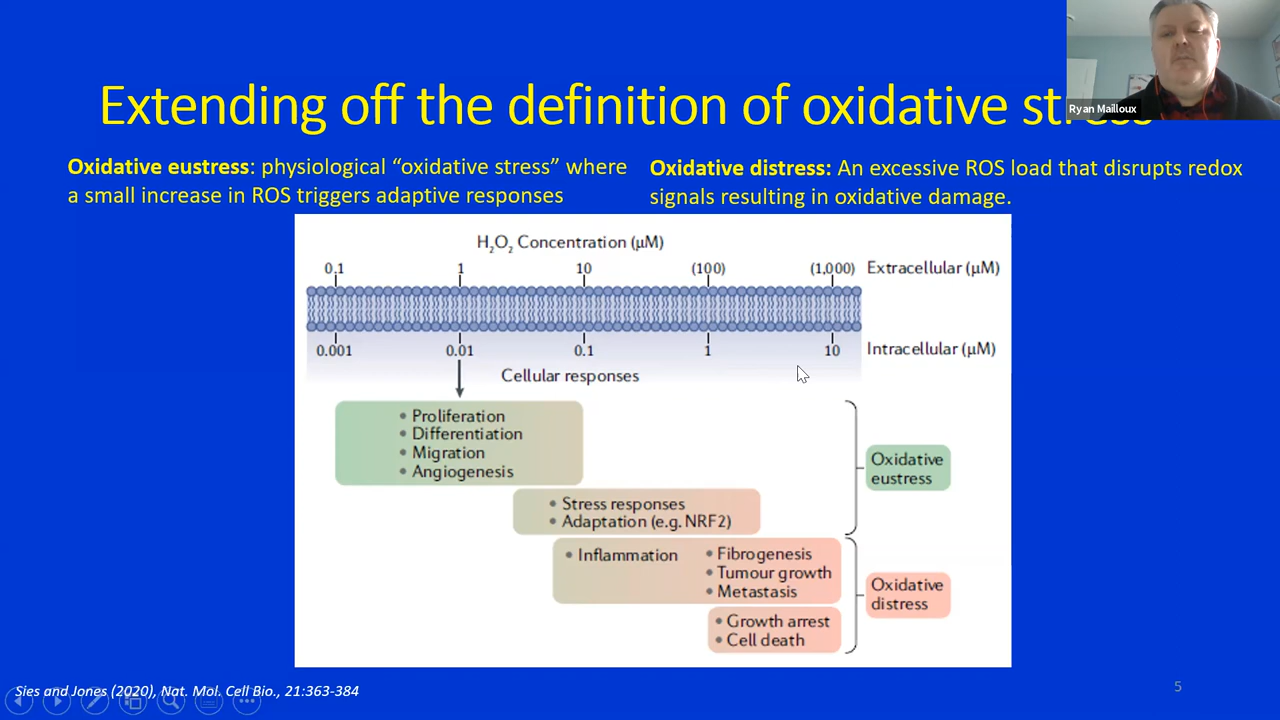 Extending off the definition of oxidative stress
Ryan Mailloux
Oxidative eustress: physiological “oxidative stress” where
a small increase in ROS triggers adaptive responses
Oxidative distress: An excessive ROS load that disrupts redox
signals resulting in oxidative damage.
H2O2 Concentration (μM)
0.1 1 10 (100) (1,000) Extracellular (μM)
0.001 0.01 0.1 1 10 Intracellular (μM)
Cellular responses
• Proliferation
• Differentiation
• Migration
• Angiogenesis
Oxidative
eustress
• Stress responses
• Adaptation (e.g. NRF2)
• Inflammation
• Fibrogenesis
• Tumour growth
• Metastasis
Oxidative
distress
• Growth arrest
• Cell death
Sies and Jones (2020), Nat. Mol. Cell Bio., 21:363-384
5